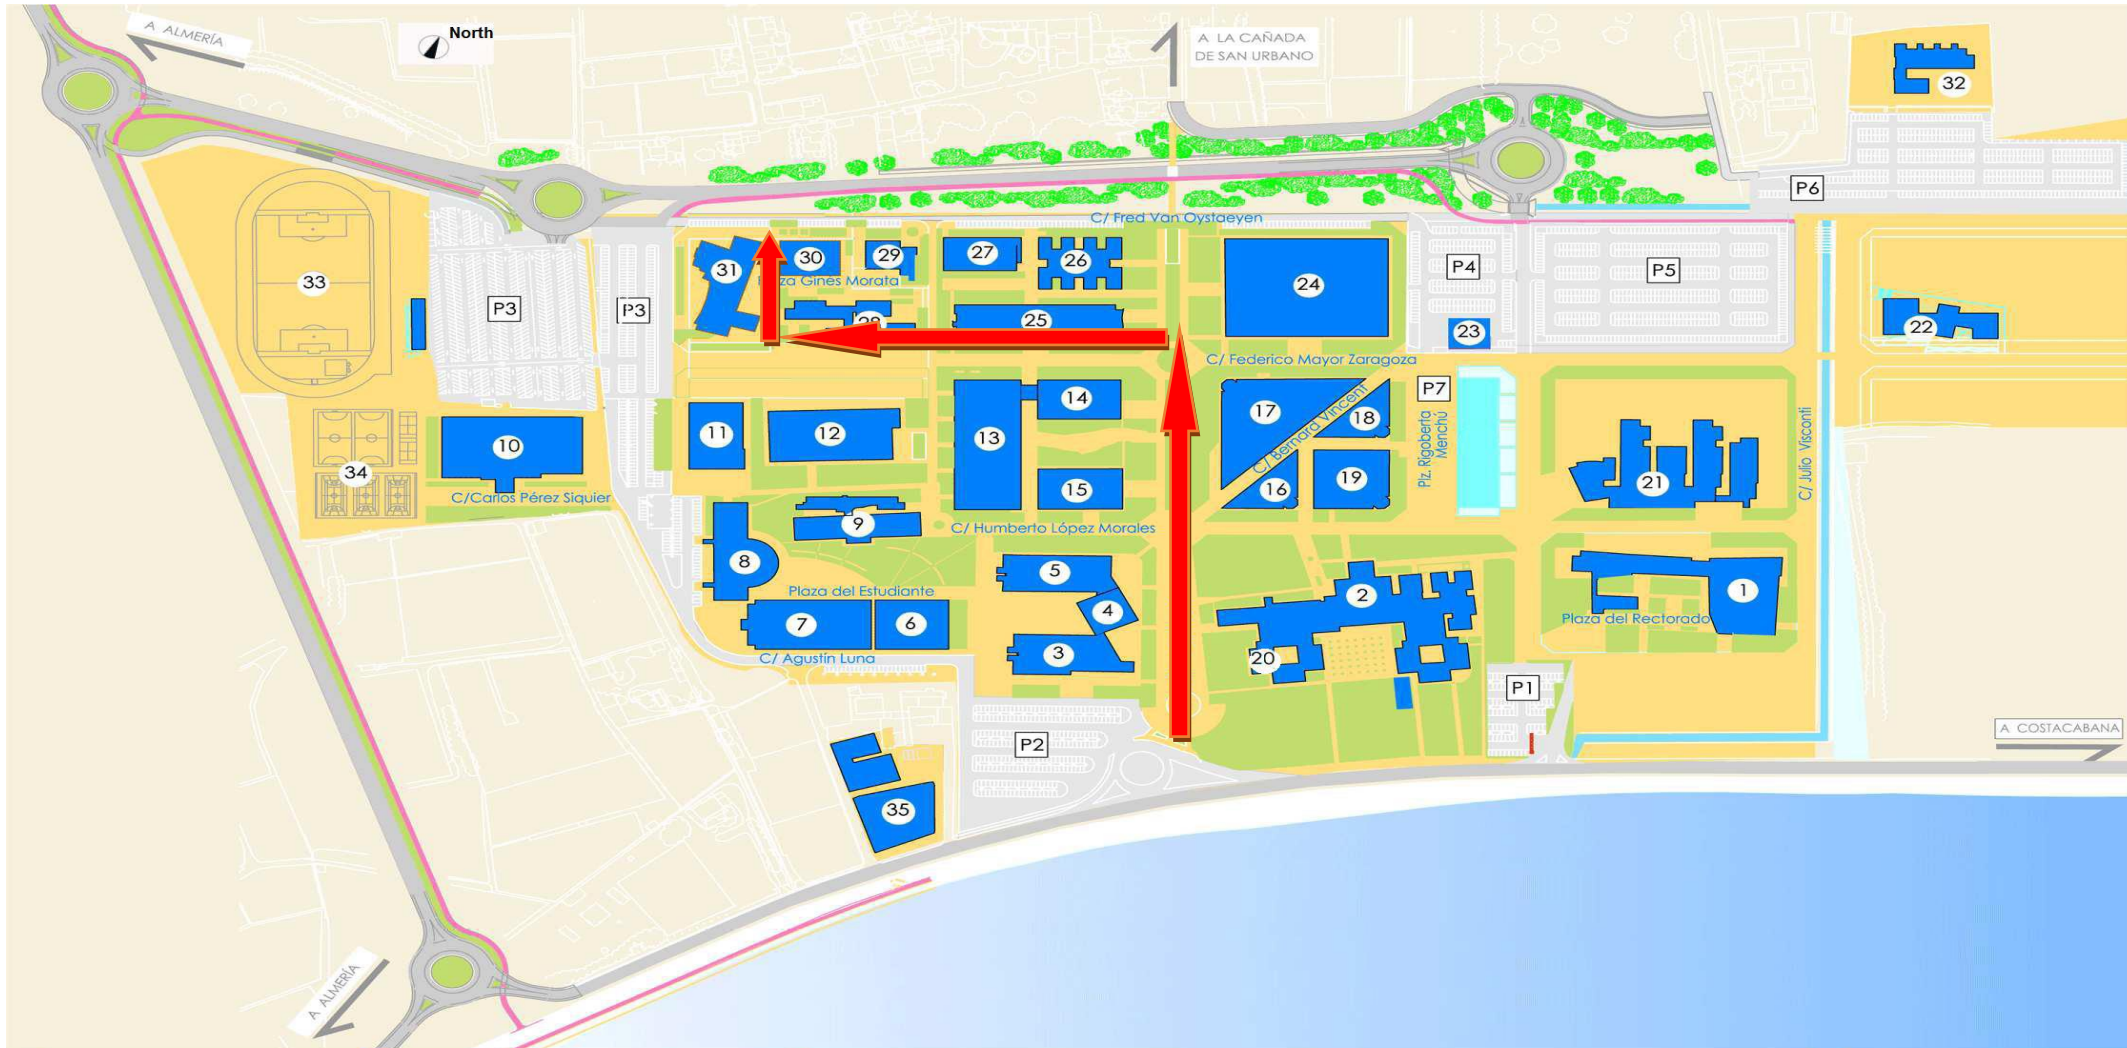 A ALMERÍA
North
A LA CAÑADA
DE SAN URBANO
32
P6
C/ Fred Van Oystaeyen
31
30
29
27
26
24
P4
P5
33
P3
P3
Plaza Ginés Morata
28
25
23
22
C/ Federico Mayor Zaragoza
P7
17
18
C/ Bernard Vincent
Plz. Rigoberta
Menchú
C/ Julio Visconti
14
13
11
12
10
34
C/Carlos Pérez Siquier
15
16
19
21
9
C/ Humberto López Morales
8
5
2
1
Plaza del Estudiante
4
7
6
Plaza del Rectorado
C/ Agustín Luna
3
20
P1
P2
A COSTACABANA
35
A ALMERÍA